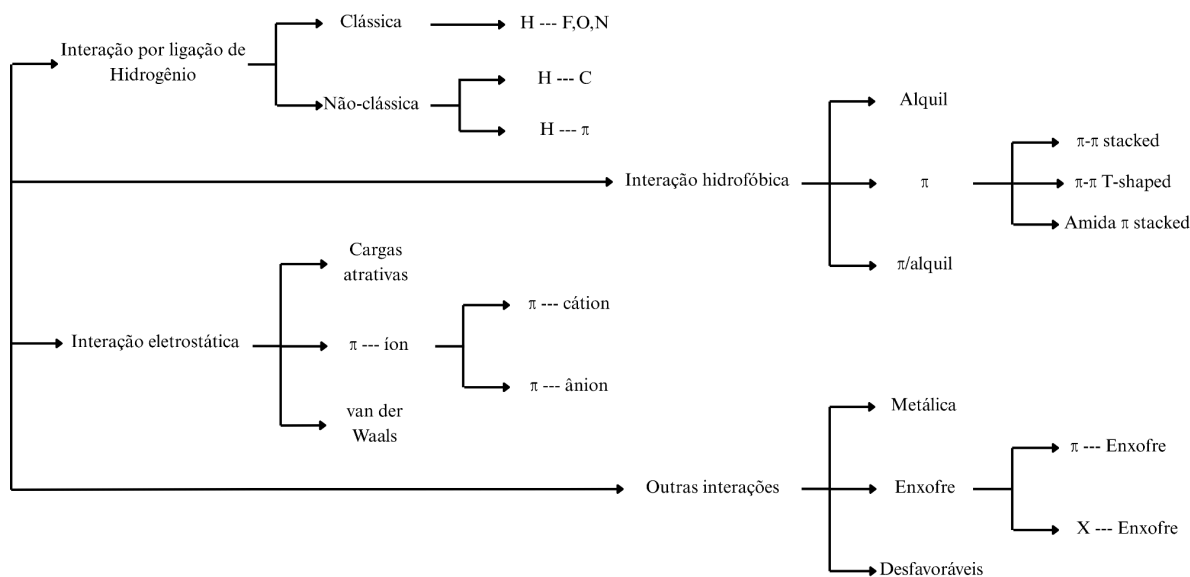 Interação por ligação de
Hidrogênio
Clássica
H --- F,O,N
Não-clássica
H --- C
H --- π
Interação hidrofóbica
Alquil
π
π-π stacked
π-π T-shaped
Amida π stacked
π/alquil
Interação eletrostática
Cargas
atrativas
π --- íon
π --- cátion
π --- ânion
van der
Waals
Outras interações
Metálica
Enxofre
π --- Enxofre
X --- Enxofre
Desfavoráveis